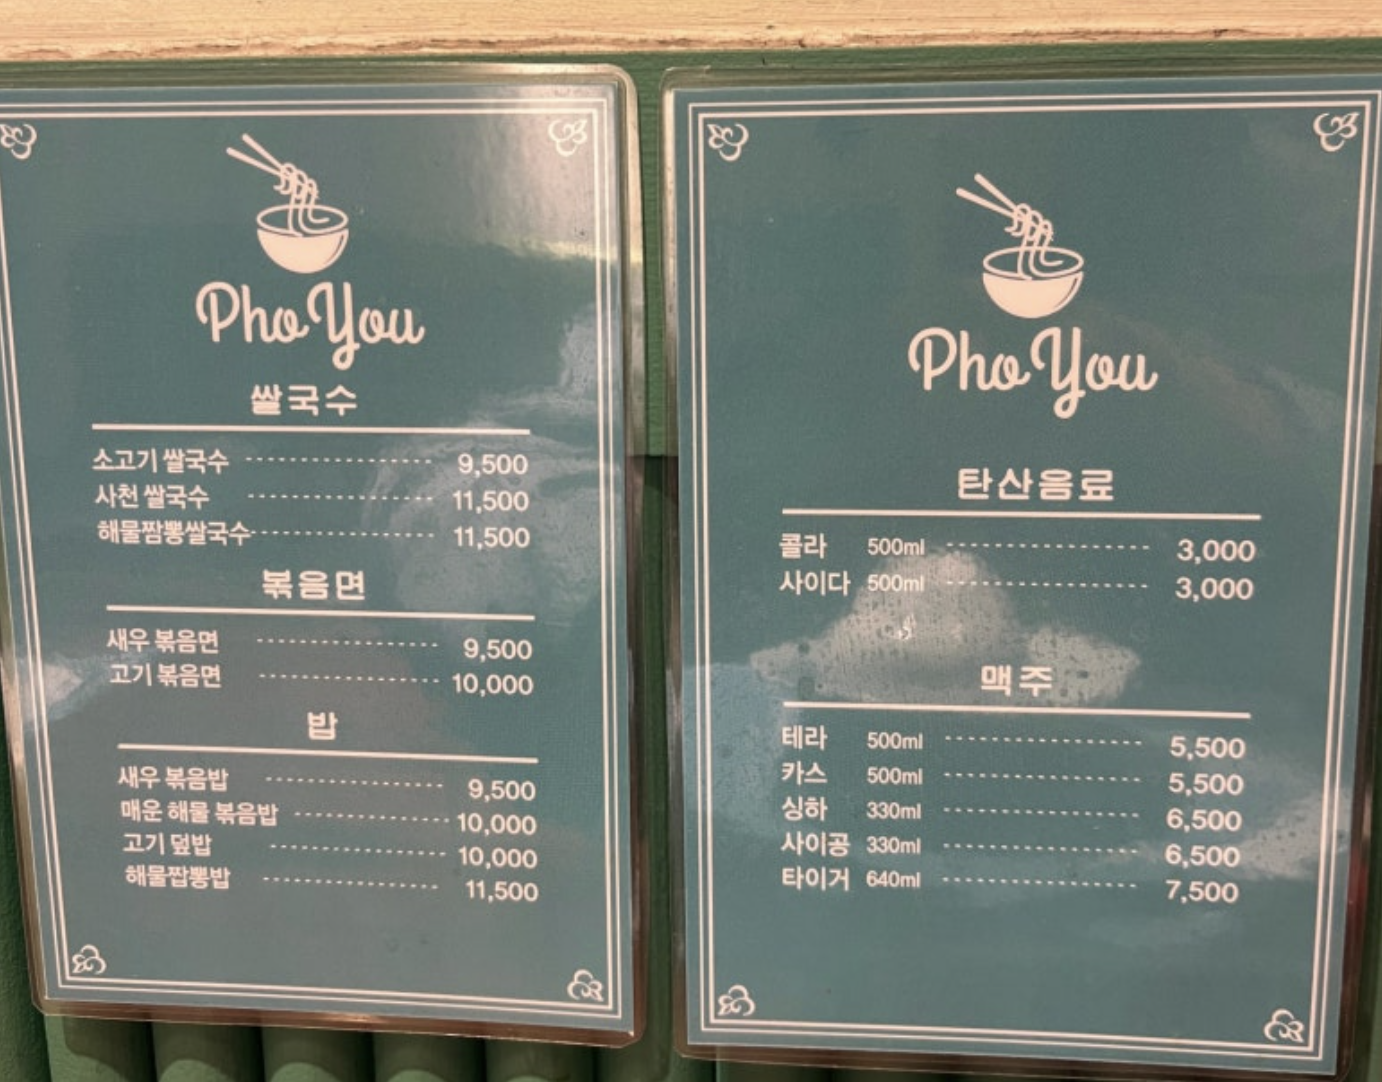 Pho You
쌀국수
소고기 쌀국수 9,500
사천 쌀국수 11,500
해물짬뽕쌀국수 11,500
볶음면
새우 볶음면 9,500
고기 볶음면 10,000
밥
새우 볶음밥 9,500
매운 해물 볶음밥 10,000
고기 덮밥 10,000
해물짭뽕밥 11,500
Pho You
탄산음료
콜라 500ml 3,000
사이다 500ml 3,000
맥주
테라 500ml 5,500
카스 500ml 5,500
싱하 330ml 6,500
사이공 330ml 6,500
타이거 640ml 7,500